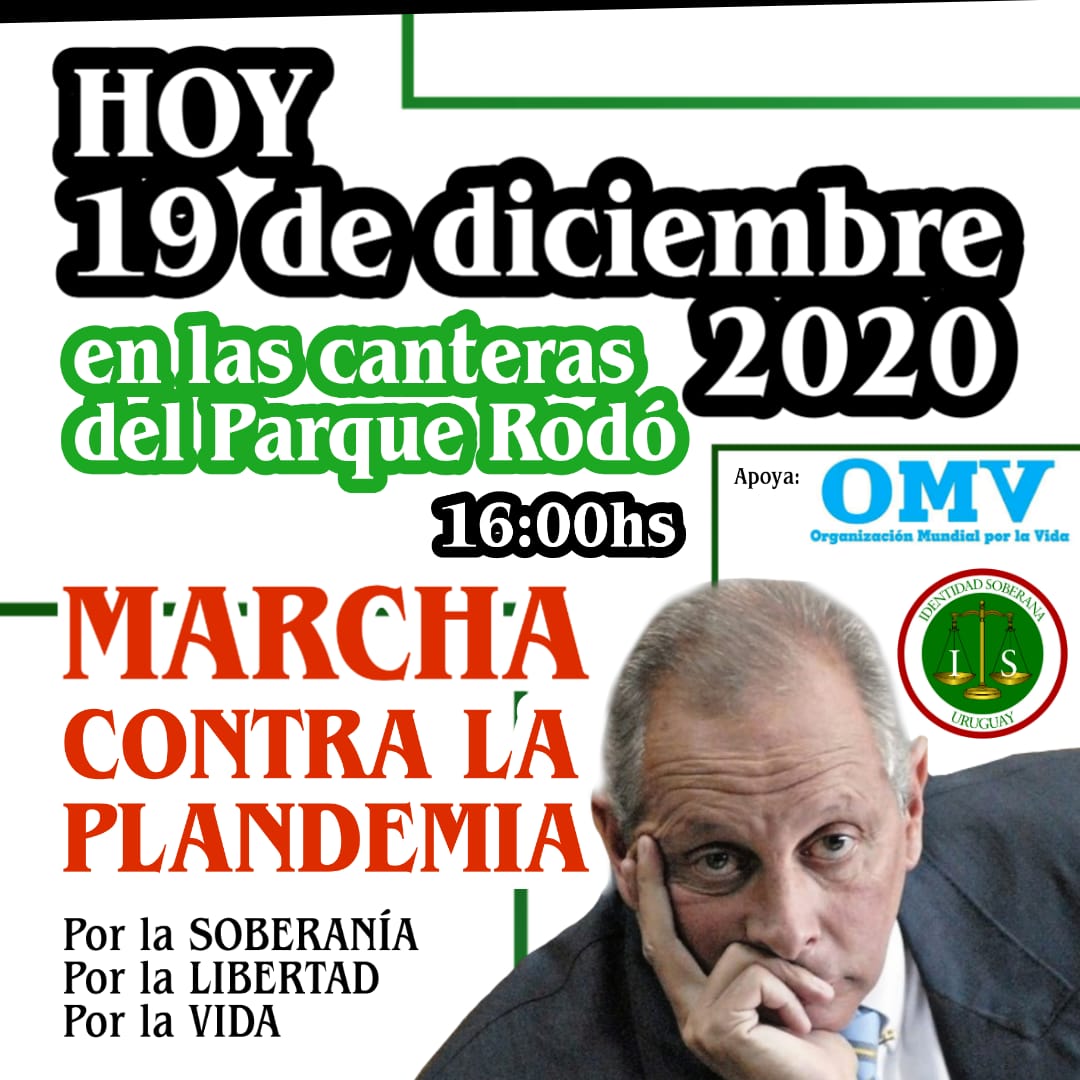 HOY
19 de diciembre
2020
en las canteras
del Parque Rodó
16:00hs
Apoya:
OMV
Organización Mundial por la Vida
IDENTIDAD SOBERANA
I S
URUGUAY
MARCHA
CONTRA LA
PLANDEMIA
Por la SOBERANÍA
Por la LIBERTAD
Por la VIDA